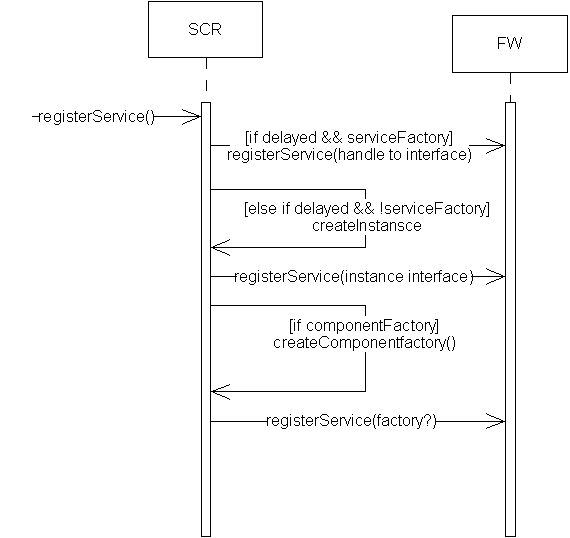 SCR
FW
registerService()
[if delayed && serviceFactory]
registerService(handle to interface)
[else if delayed && !serviceFactory]
createInstansce
registerService(instance interface)
[if componentFactory]
createComponentfactory()
registerService(factory?)